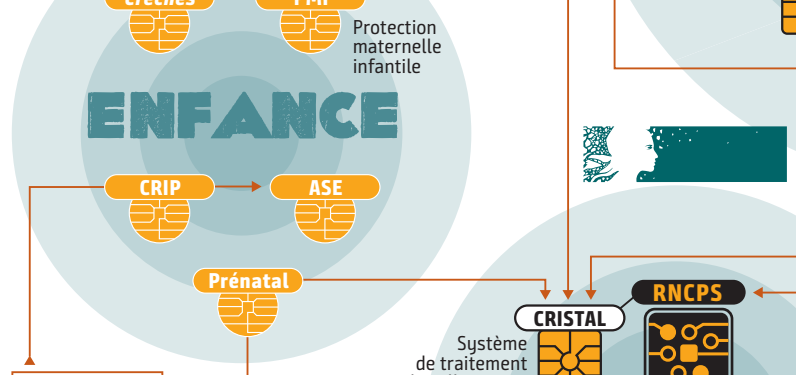 Crèches
PMI
Protection
maternelle
infantile
ENFANCE
CRIP
ASE
Prénatal
RNCPS
CRISTAL
Système
de traitement